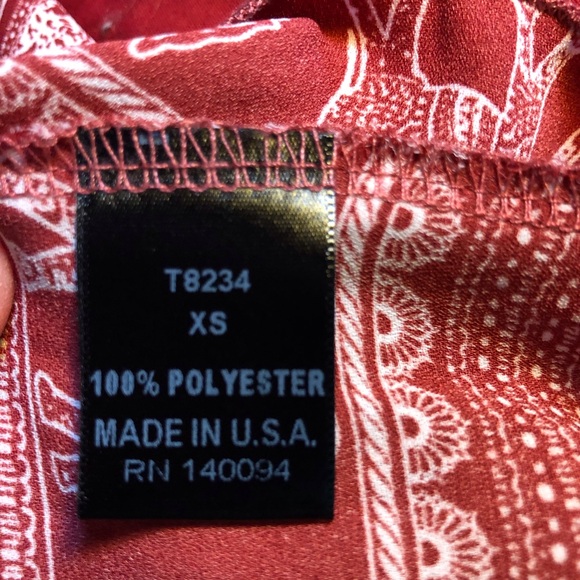 T8234
XS
100% POLYESTER
MADE IN U.S.A.
RN 140094